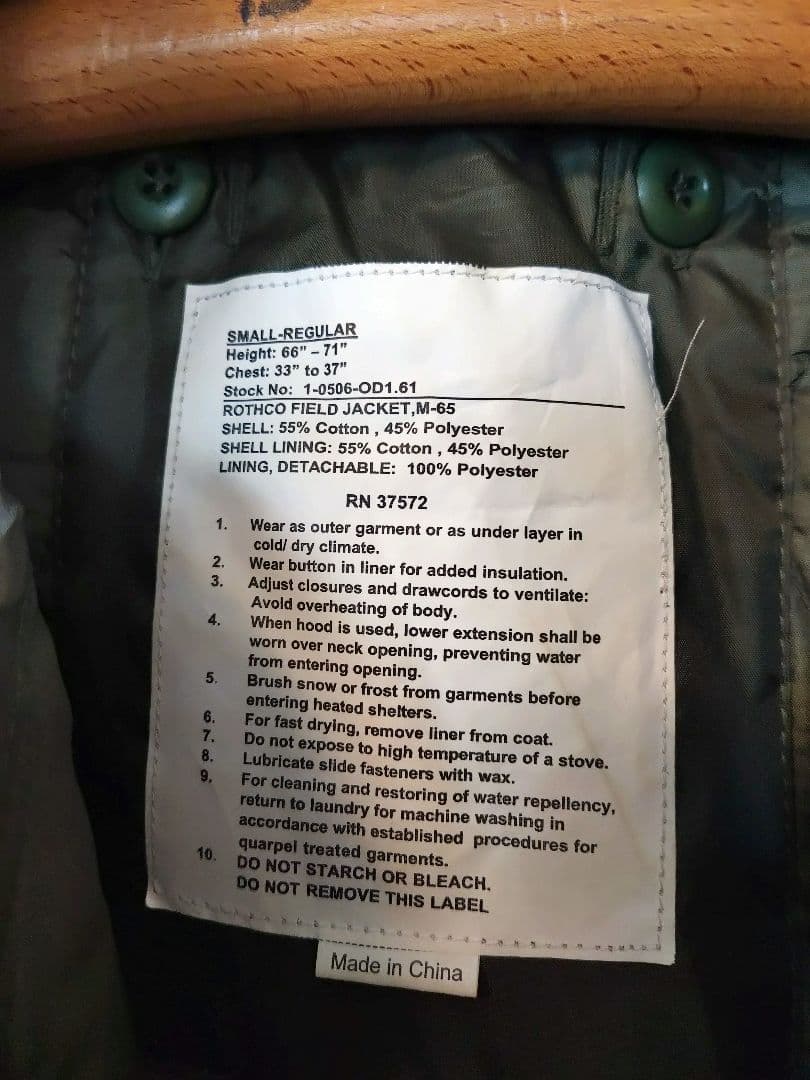 SMALL-REGULAR
Height: 66" – 71"
Chest: 33" to 37"
Stock No: 1-0506-OD1.61
ROTHCO FIELD JACKET,M-65
SHELL: 55% Cotton , 45% Polyester
SHELL LINING: 55% Cotton , 45% Polyester
LINING, DETACHABLE: 100% Polyester
RN 37572
1. Wear as outer garment or as under layer in
cold/ dry climate.
2. Wear button in liner for added insulation.
3. Adjust closures and drawcords to ventilate:
Avoid overheating of body.
4. When hood is used, lower extension shall be
worn over neck opening, preventing water
from entering opening.
5. Brush snow or frost from garments before
entering heated shelters.
6. For fast drying, remove liner from coat.
7. Do not expose to high temperature of a stove.
8. Lubricate slide fasteners with wax.
9. For cleaning and restoring of water repellency,
return to laundry for machine washing in
accordance with established procedures for
quarpel treated garments.
10. DO NOT STARCH OR BLEACH.
DO NOT REMOVE THIS LABEL
Made in China